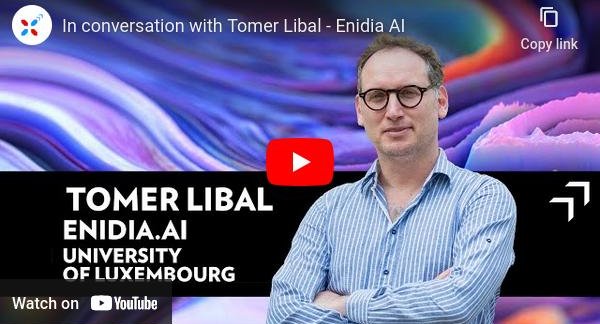 In conversation with Tomer Libal - Enidia AI
Copy link
TOMER LIBAL
ENIDIA.AI
UNIVERSITY
OF LUXEMBOURG
Watch on YouTube